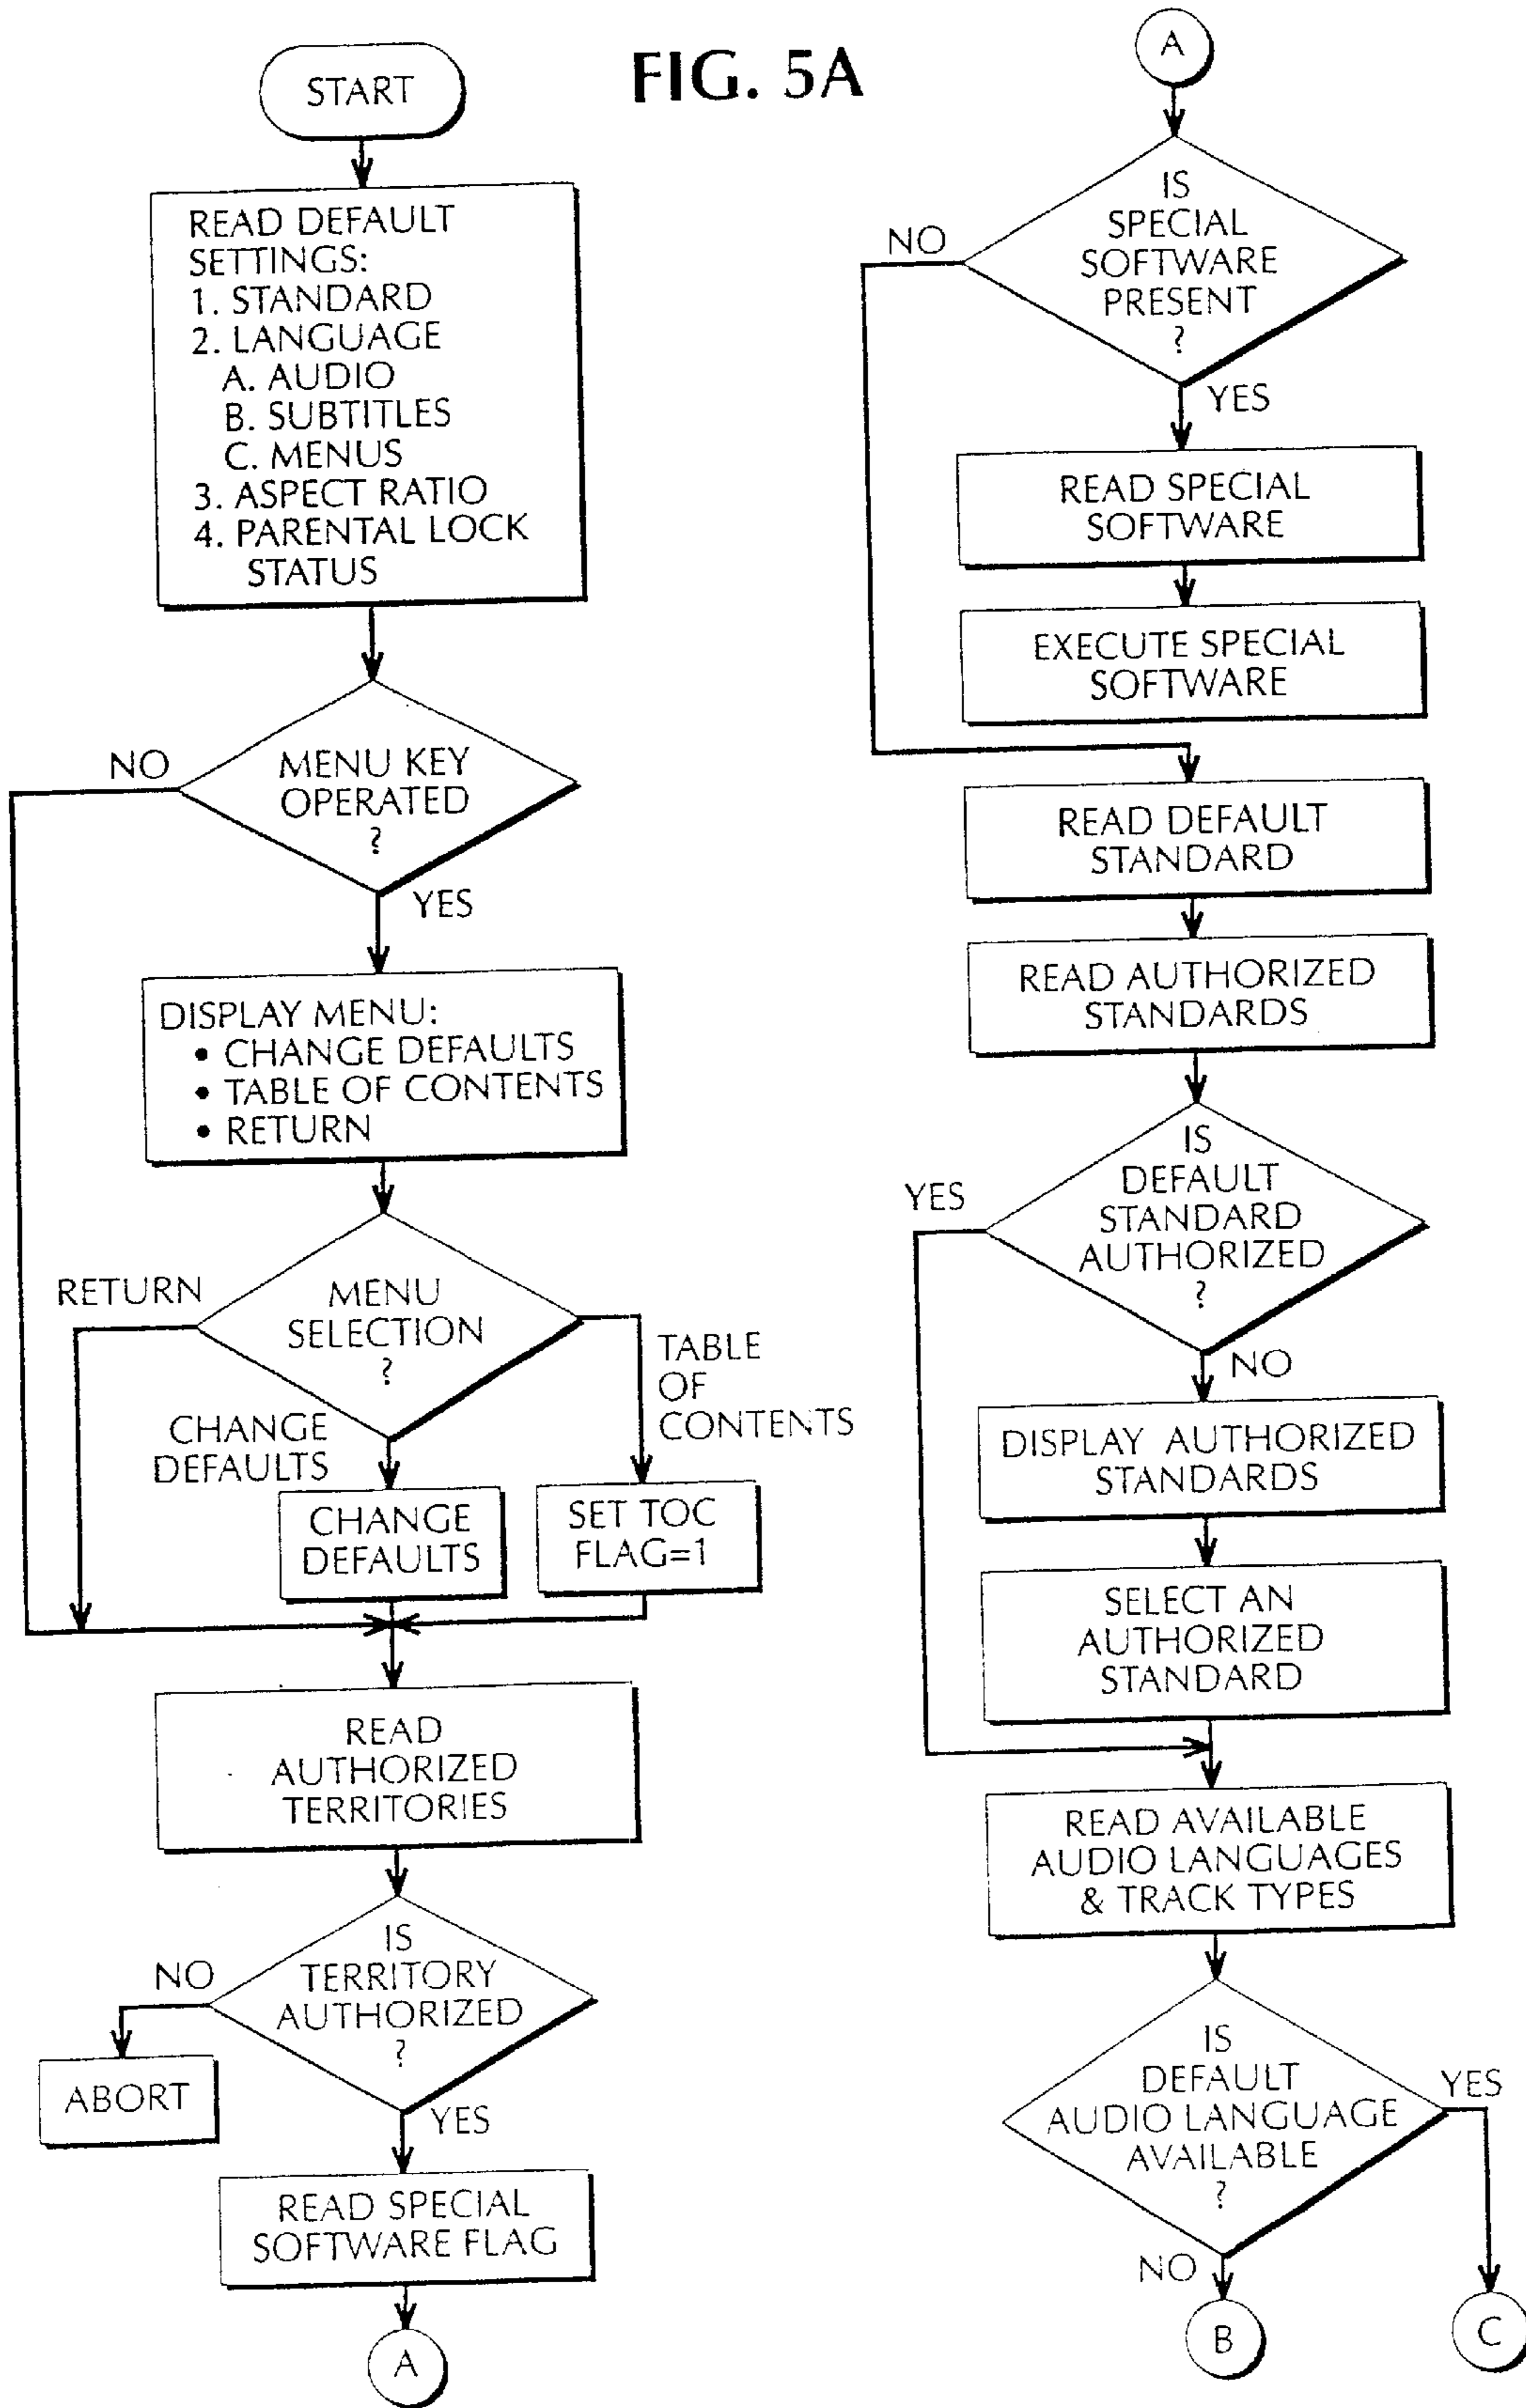 FIG. 5A
START
READ DEFAULT
SETTINGS:
1. STANDARD
2. LANGUAGE
A. AUDIO
B. SUBTITLES
C. MENUS
3. ASPECT RATIO
4. PARENTAL LOCK
STATUS
NO
MENU KEY
OPERATED
?
YES
DISPLAY MENU:
• CHANGE DEFAULTS
• TABLE OF CONTENTS
• RETURN
RETURN
MENU
SELECTION
?
TABLE
OF
CONTENTS
CHANGE
DEFAULTS
CHANGE
DEFAULTS
SET TOC
FLAG=1
READ
AUTHORIZED
TERRITORIES
NO
IS
TERRITORY
AUTHORIZED
?
ABORT
YES
READ SPECIAL
SOFTWARE FLAG
A
A
NO
IS
SPECIAL
SOFTWARE
PRESENT
?
YES
READ SPECIAL
SOFTWARE
EXECUTE SPECIAL
SOFTWARE
READ DEFAULT
STANDARD
READ AUTHORIZED
STANDARDS
YES
IS
DEFAULT
STANDARD
AUTHORIZED
?
NO
DISPLAY AUTHORIZED
STANDARDS
SELECT AN
AUTHORIZED
STANDARD
READ AVAILABLE
AUDIO LANGUAGES
& TRACK TYPES
IS
DEFAULT
AUDIO LANGUAGE
AVAILABLE
?
YES
NO
B
C